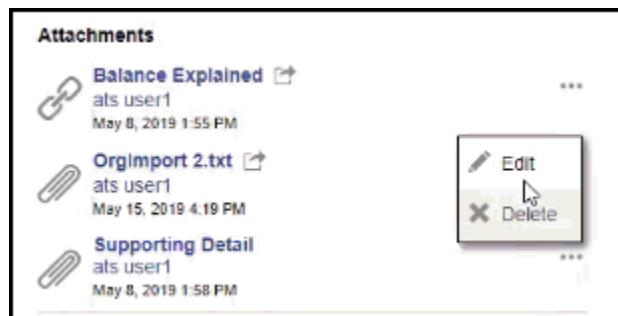 Attachments
Balance Explained
ats user1
May 8, 2019 1:55 PM
OrgImport 2.txt
ats user1
May 15, 2019 4:19 PM
Edit
Delete
Supporting Detail
ats user1
May 8, 2019 1:58 PM